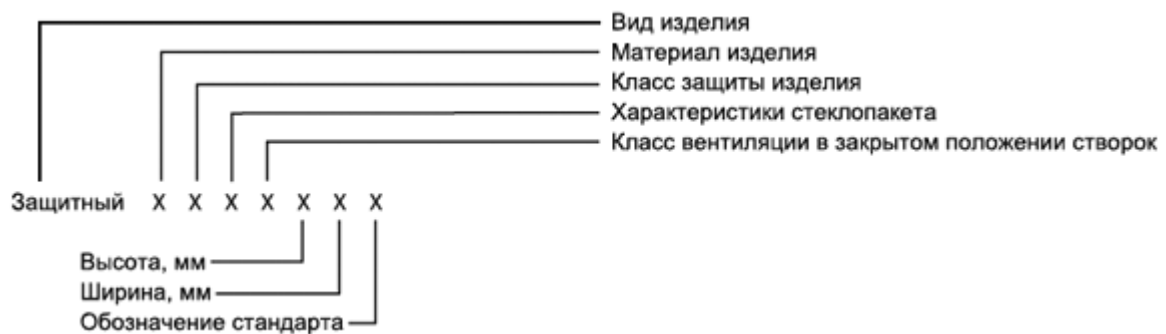 Вид изделия
Материал изделия
Класс защиты изделия
Характеристики стеклопакета
Класс вентиляции в закрытом положении створок
Защитный X X X X X X X
Высота, мм
Ширина, мм
Обозначение стандарта